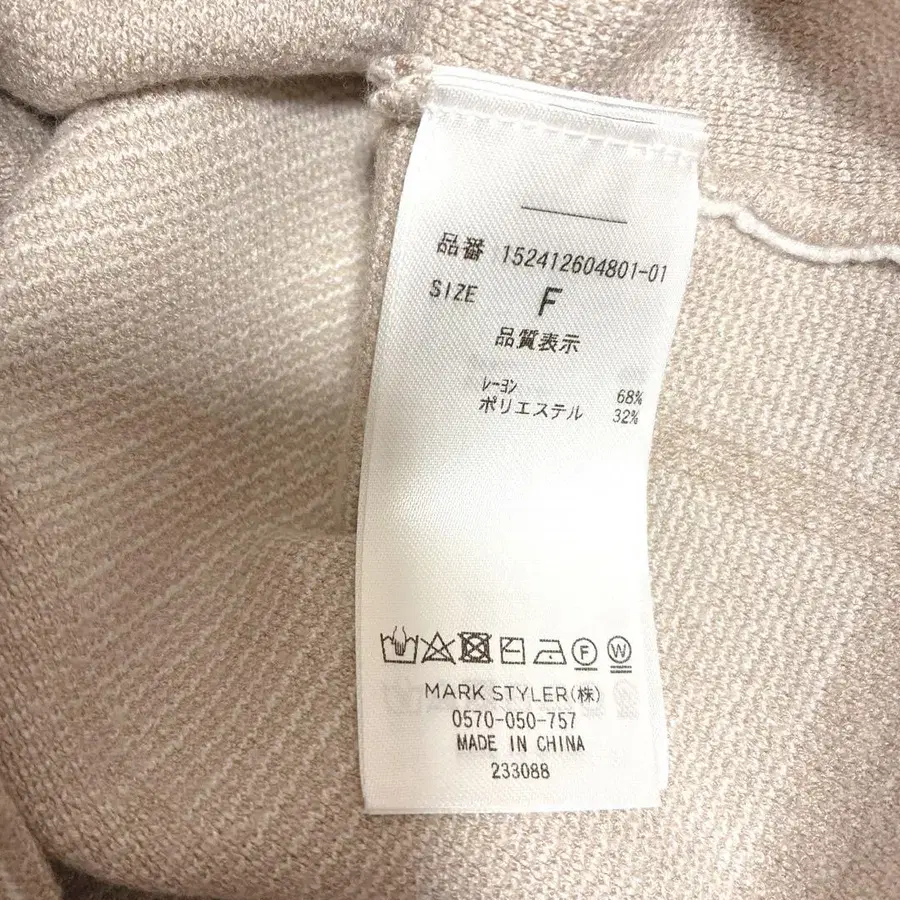 品番 152412604801-01
SIZE F
品質表示
レーヨン 68%
ポリエステル 32%
F W
MARK STYLER(株)
0570-050-757
MADE IN CHINA
233088